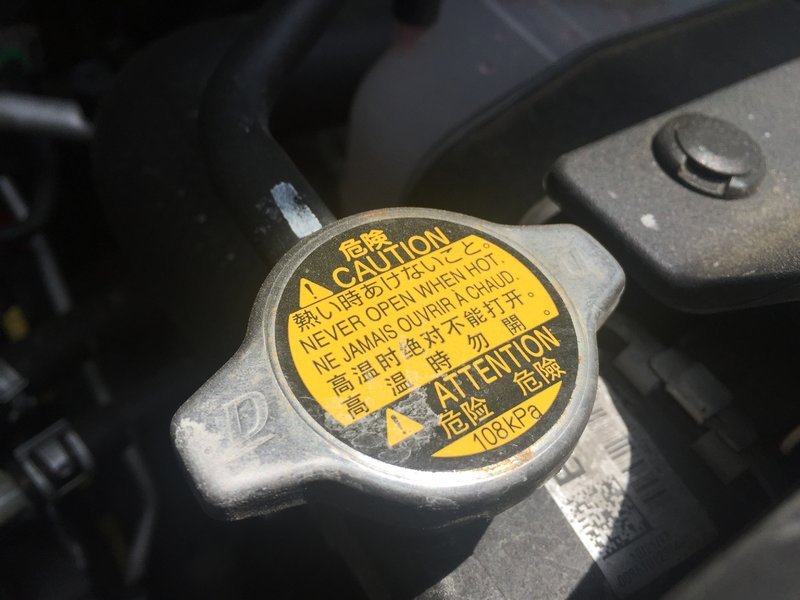 危険
CAUTION
熱い時あけないこと。
NEVER OPEN WHEN HOT.
NE JAMAIS OUVRIR À CHAUD.
高温时绝对不能打开。
高温時勿開。
ATTENTION
危险 危險
108kPa